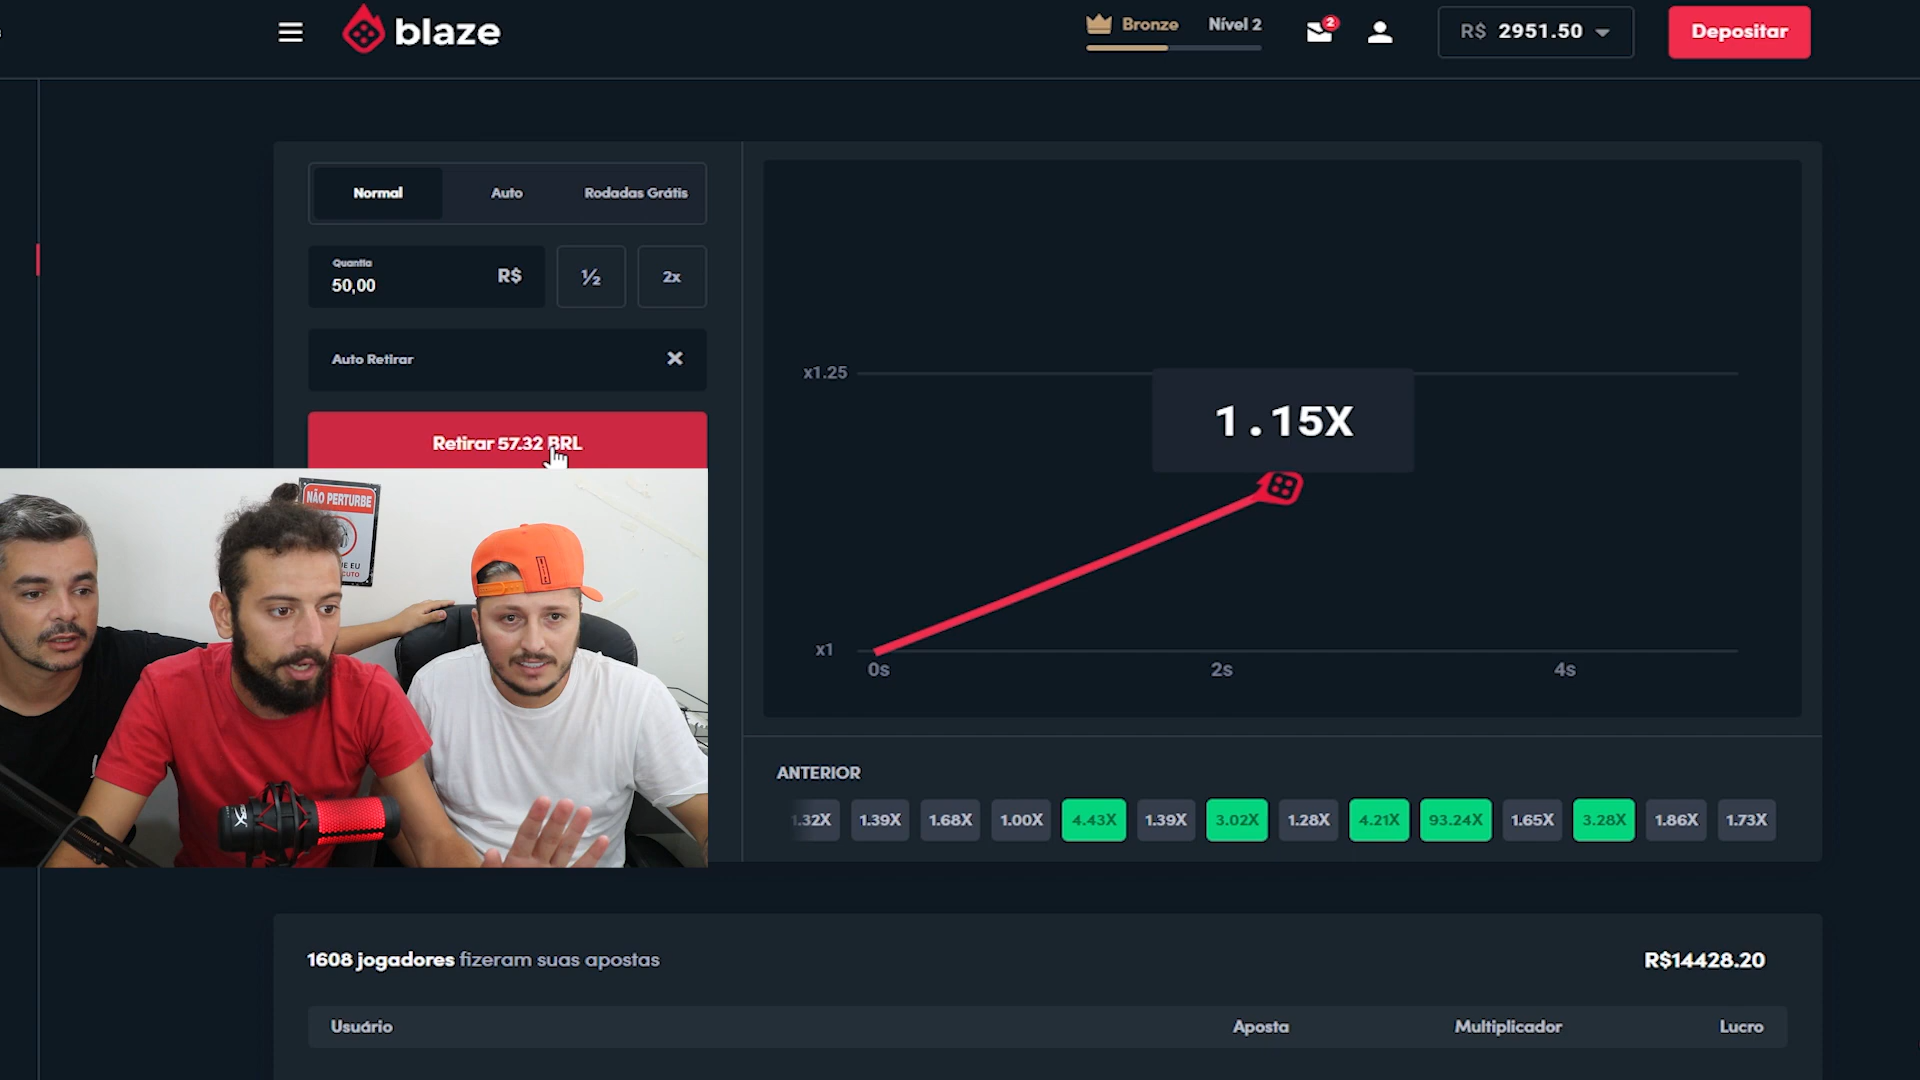 blaze
Bronze
Nível 2
2
R$ 2951.50
Depositar
Normal
Auto
Rodadas Grátis
Quantia
50,00
R$
½
2x
Auto Retirar
Retirar 57.32 BRL
x1.25
1.15X
x1
0s
2s
4s
NÃO PERTURBE
ANTERIOR
1.32X
1.39X
1.68X
1.00X
4.43X
1.39X
3.02X
1.28X
4.21X
93.24X
1.65X
3.28X
1.86X
1.73X
1608 jogadores fizeram suas apostas
R$14428.20
Usuário
Aposta
Multiplicador
Lucro